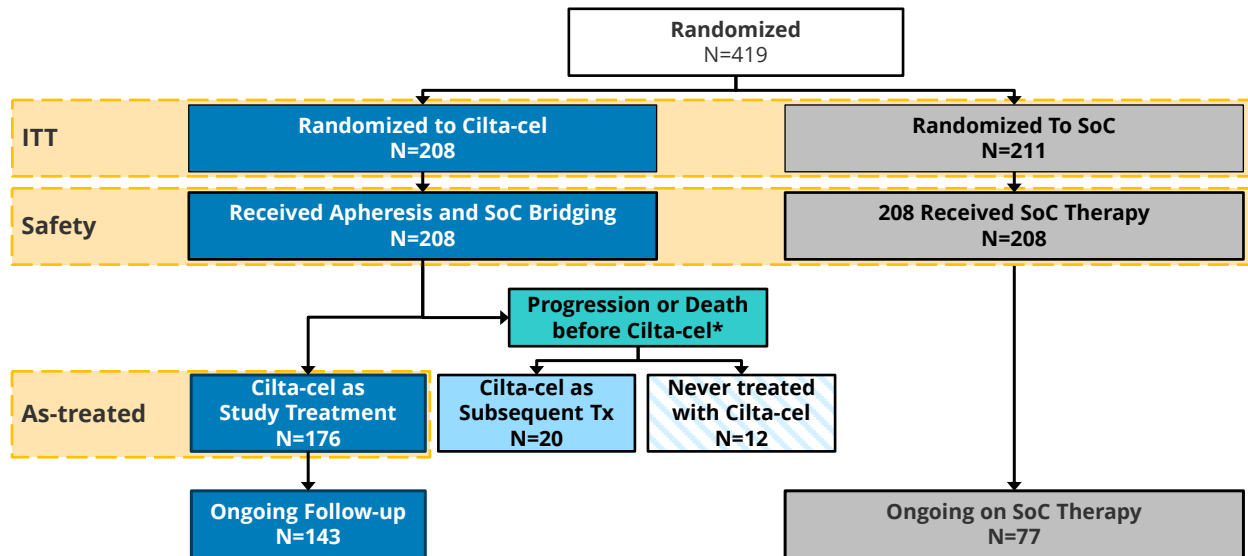 Randomized
N=419
ITT
Randomized to Cilta-cel
N=208
Randomized To SoC
N=211
Safety
Received Apheresis and SoC Bridging
N=208
208 Received SoC Therapy
N=208
Progression or Death
before Cilta-cel*
As-treated
Cilta-cel as
Study Treatment
N=176
Cilta-cel as
Subsequent Tx
N=20
Never treated
with Cilta-cel
N=12
Ongoing Follow-up
N=143
Ongoing on SoC Therapy
N=77